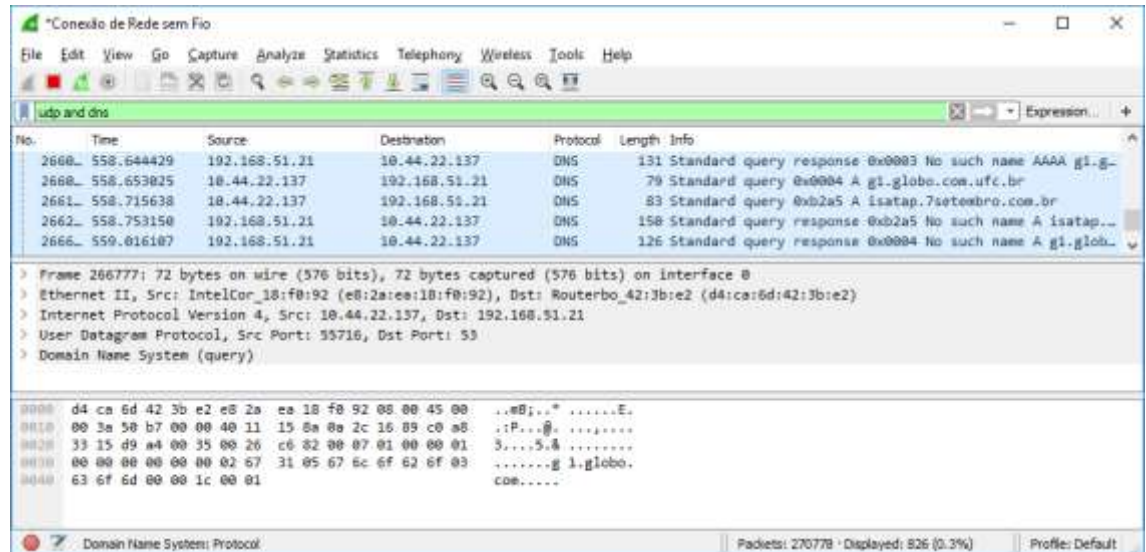 *Conexão de Rede sem Fio
File Edit View Go Capture Analyze Statistics Telephony Wireless Tools Help
udp and dns Expression... +
No. Time Source Destination Protocol Length Info
2660… 558.644429 192.168.51.21 10.44.22.137 DNS 131 Standard query response 0x0003 No such name AAAA g1.g…
2660… 558.653025 10.44.22.137 192.168.51.21 DNS 79 Standard query 0x0004 A g1.globo.com.ufc.br
2661… 558.715638 10.44.22.137 192.168.51.21 DNS 83 Standard query 0xb2a5 A isatap.7setembro.com.br
2662… 558.753150 192.168.51.21 10.44.22.137 DNS 150 Standard query response 0xb2a5 No such name A isatap.…
2666… 559.016107 192.168.51.21 10.44.22.137 DNS 126 Standard query response 0x0004 No such name A g1.glob…
> Frame 266777: 72 bytes on wire (576 bits), 72 bytes captured (576 bits) on interface 0
> Ethernet II, Src: IntelCor_18:f0:92 (e8:2a:ea:18:f0:92), Dst: Routerbo_42:3b:e2 (d4:ca:6d:42:3b:e2)
> Internet Protocol Version 4, Src: 10.44.22.137, Dst: 192.168.51.21
> User Datagram Protocol, Src Port: 55716, Dst Port: 53
> Domain Name System (query)
0000 d4 ca 6d 42 3b e2 e8 2a ea 18 f0 92 08 00 45 00 ..mB;..* ......E.
0010 00 3a 50 b7 00 00 40 11 15 8a 0a 2c 16 89 c0 a8 .:P...@. ...,....
0020 33 15 d9 a4 00 35 00 26 c6 82 00 07 01 00 00 01 3....5.& ........
0030 00 00 00 00 00 00 02 67 31 05 67 6c 6f 62 6f 03 .......g 1.globo.
0040 63 6f 6d 00 00 1c 00 01 com.....
Domain Name System: Protocol Packets: 270778 · Displayed: 826 (0.3%) Profile: Default